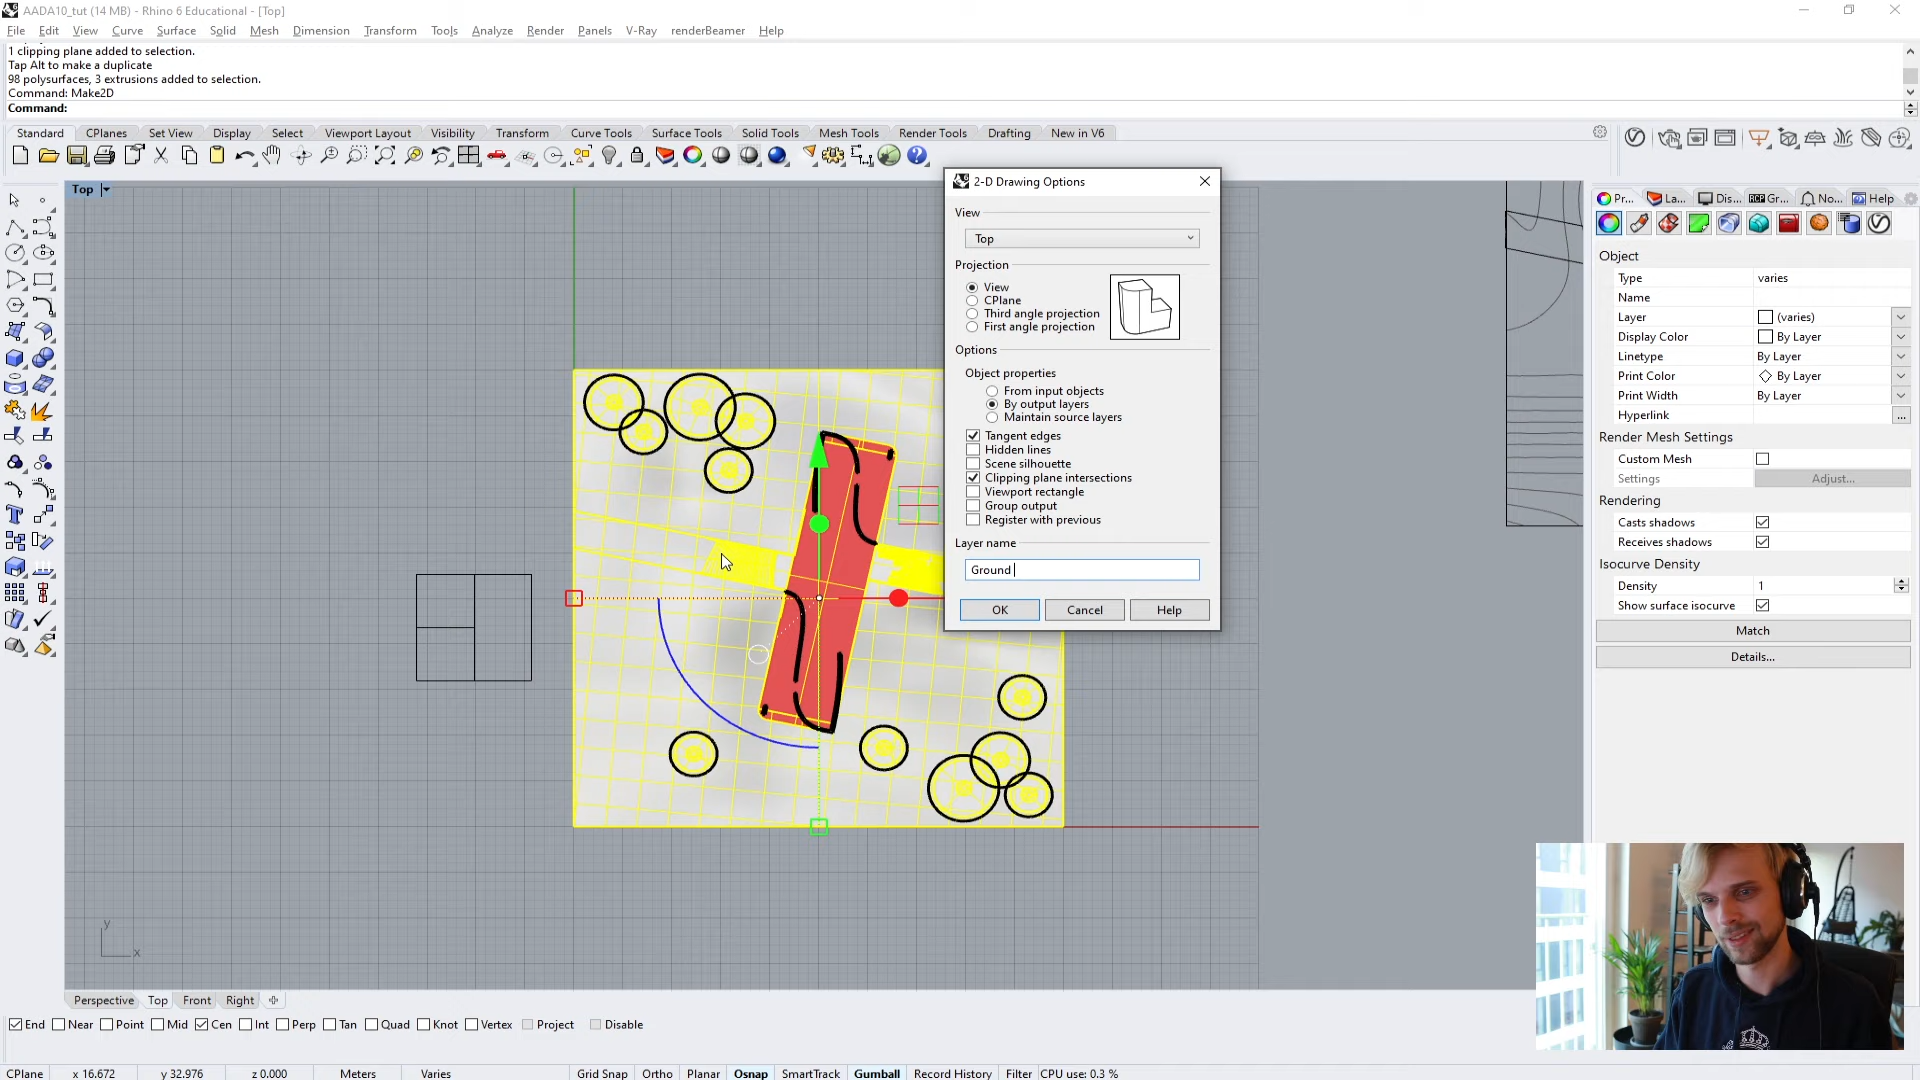 AADA10_tut (14 MB) - Rhino 6 Educational - [Top]
File Edit View Curve Surface Solid Mesh Dimension Transform Tools Analyze Render Panels V-Ray renderBeamer Help
1 clipping plane added to selection.
Tap Alt to make a duplicate
98 polysurfaces, 3 extrusions added to selection.
Command: Make2D
Command:
Standard CPlanes Set View Display Select Viewport Layout Visibility Transform Curve Tools Surface Tools Solid Tools Mesh Tools Render Tools Drafting New in V6
Top
2-D Drawing Options
View
Top
Projection
View
CPlane
Third angle projection
First angle projection
Options
Object properties
From input objects
By output layers
Maintain source layers
Tangent edges
Hidden lines
Scene silhouette
Clipping plane intersections
Viewport rectangle
Group output
Register with previous
Layer name
Ground
OK Cancel Help
Pr... La... Dis... Gr... No... Help
Object
Type varies
Name
Layer (varies)
Display Color By Layer
Linetype By Layer
Print Color By Layer
Print Width By Layer
Hyperlink ...
Render Mesh Settings
Custom Mesh
Settings Adjust...
Rendering
Casts shadows
Receives shadows
Isocurve Density
Density 1
Show surface isocurve
Match
Details...
y
x
Perspective Top Front Right
End Near Point Mid Cen Int Perp Tan Quad Knot Vertex Project Disable
CPlane x 16.672 y 32.976 z 0.000 Meters Varies Grid Snap Ortho Planar Osnap SmartTrack Gumball Record History Filter CPU use: 0.3 %